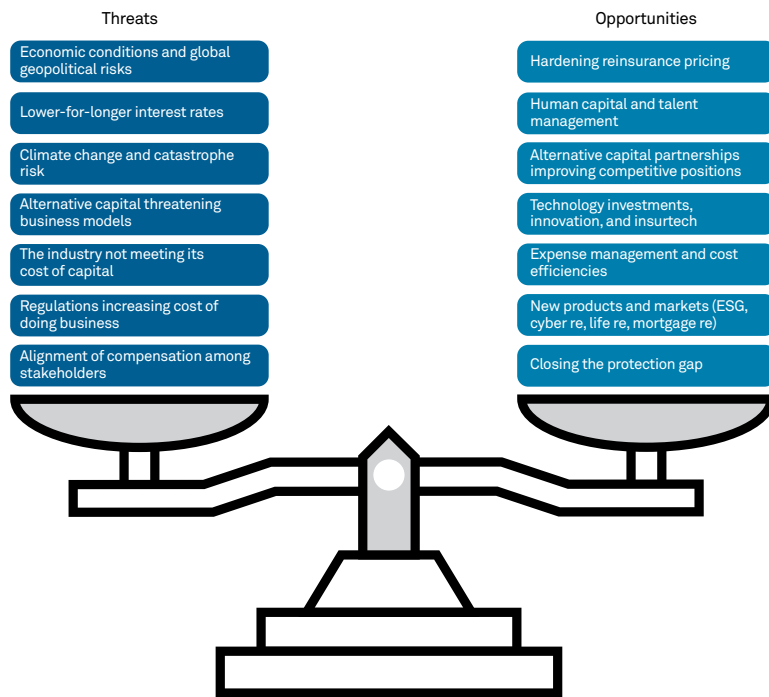 Threats
Economic conditions and global
geopolitical risks
Lower-for-longer interest rates
Climate change and catastrophe
risk
Alternative capital threatening
business models
The industry not meeting its
cost of capital
Regulations increasing cost of
doing business
Alignment of compensation among
stakeholders
Opportunities
Hardening reinsurance pricing
Human capital and talent
management
Alternative capital partnerships
improving competitive positions
Technology investments,
innovation, and insurtech
Expense management and cost
efficiencies
New products and markets (ESG,
cyber re, life re, mortgage re)
Closing the protection gap